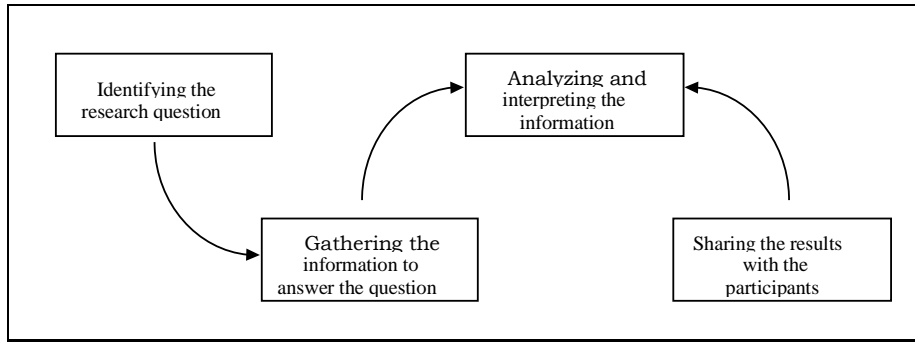 Identifying the
research question
Gathering the
information to
answer the question
Analyzing and
interpreting the
information
Sharing the results
with the
participants